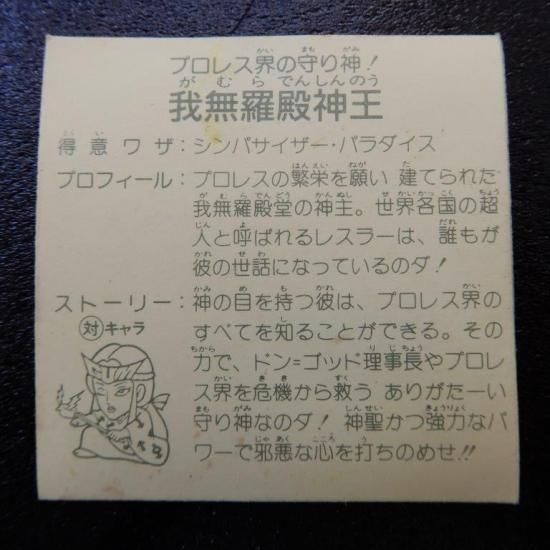 プロレス界の守り神!
我無羅殿神王
得意ワザ:シンパサイザー・パラダイス
プロフィール:プロレスの繁栄を願い 建てられた
我無羅殿堂の神主。世界各国の超
人と呼ばれるレスラーは、誰もが
彼の世話になっているのダ!
ストーリー:神の目を持つ彼は、プロレス界の
対キャラ
すべてを知ることができる。その
力で、ドン=ゴッド理事長やプロレ
ス界を危機から救う ありがたーい
守り神なのダ! 神聖かつ強力なパ
ワーで邪悪な心を打ちのめせ!!